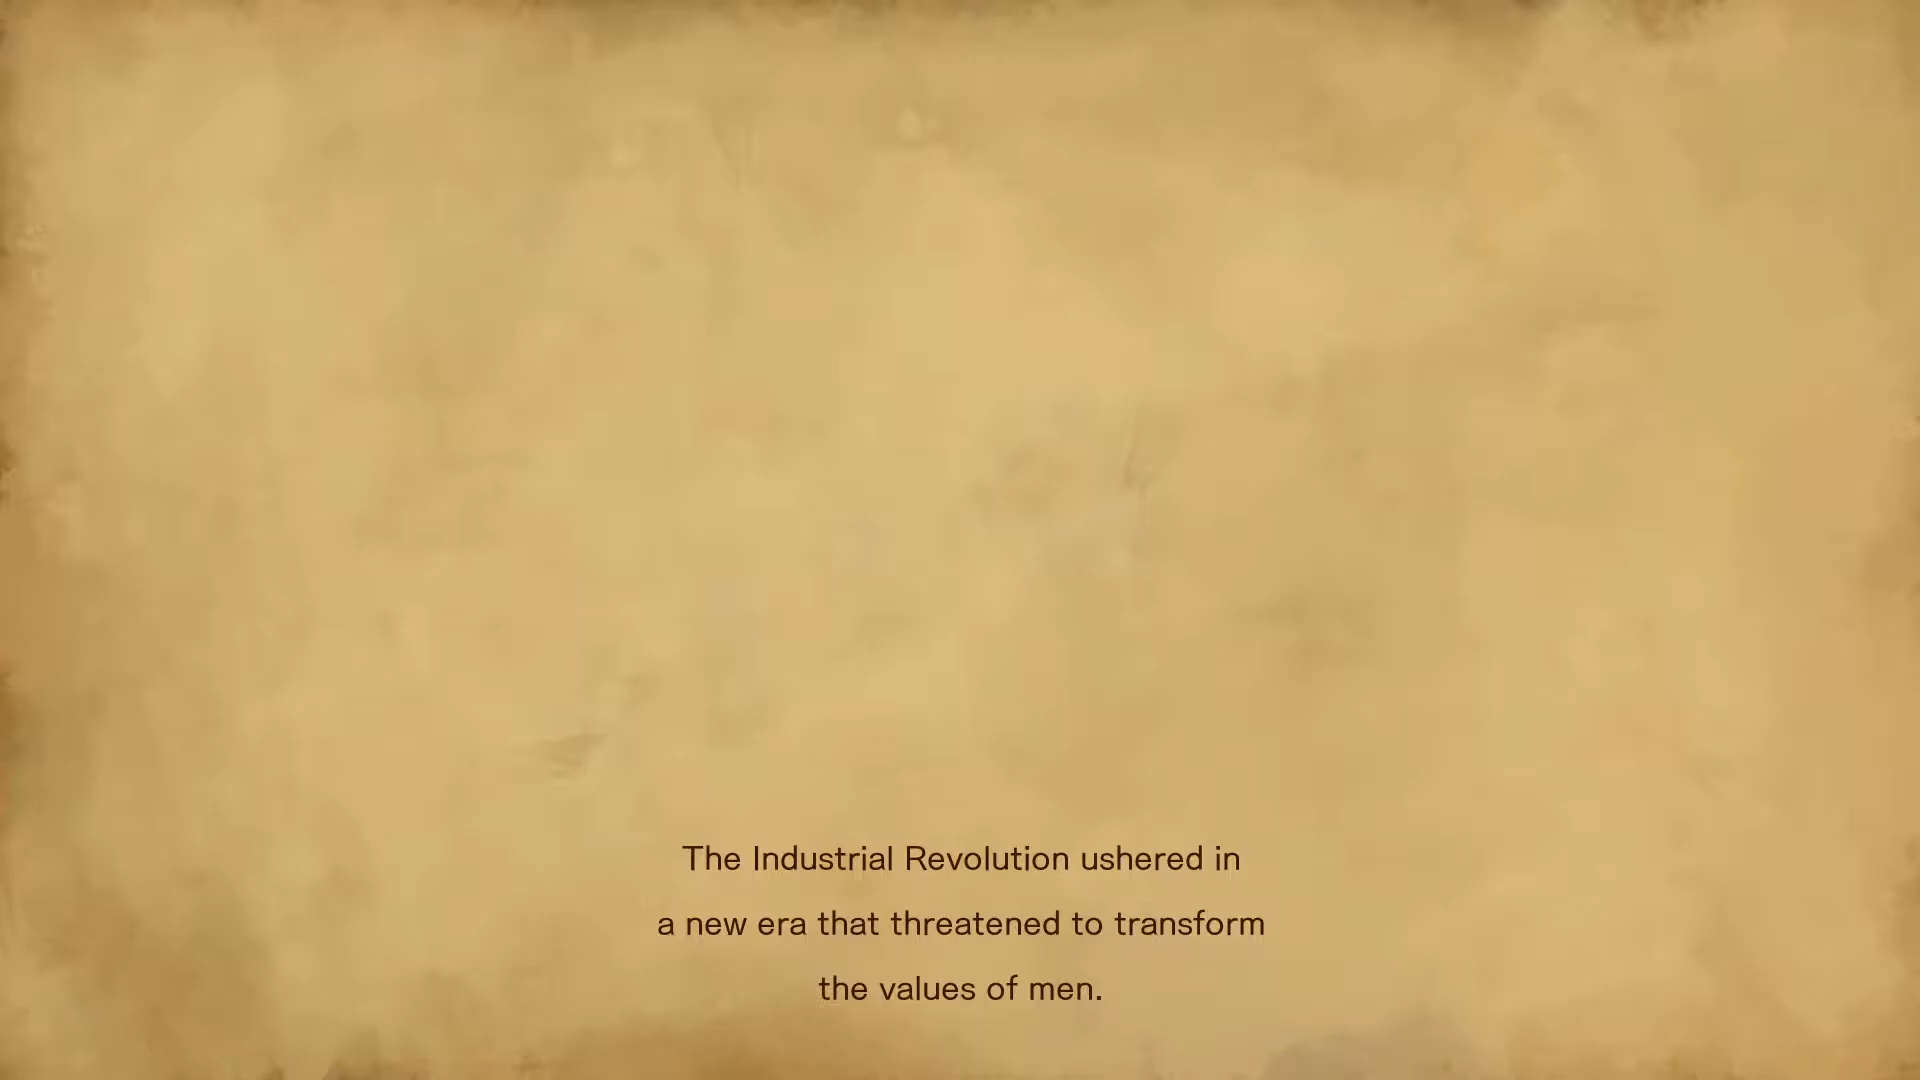 The Industrial Revolution ushered in
a new era that threatened to transform
the values of men.